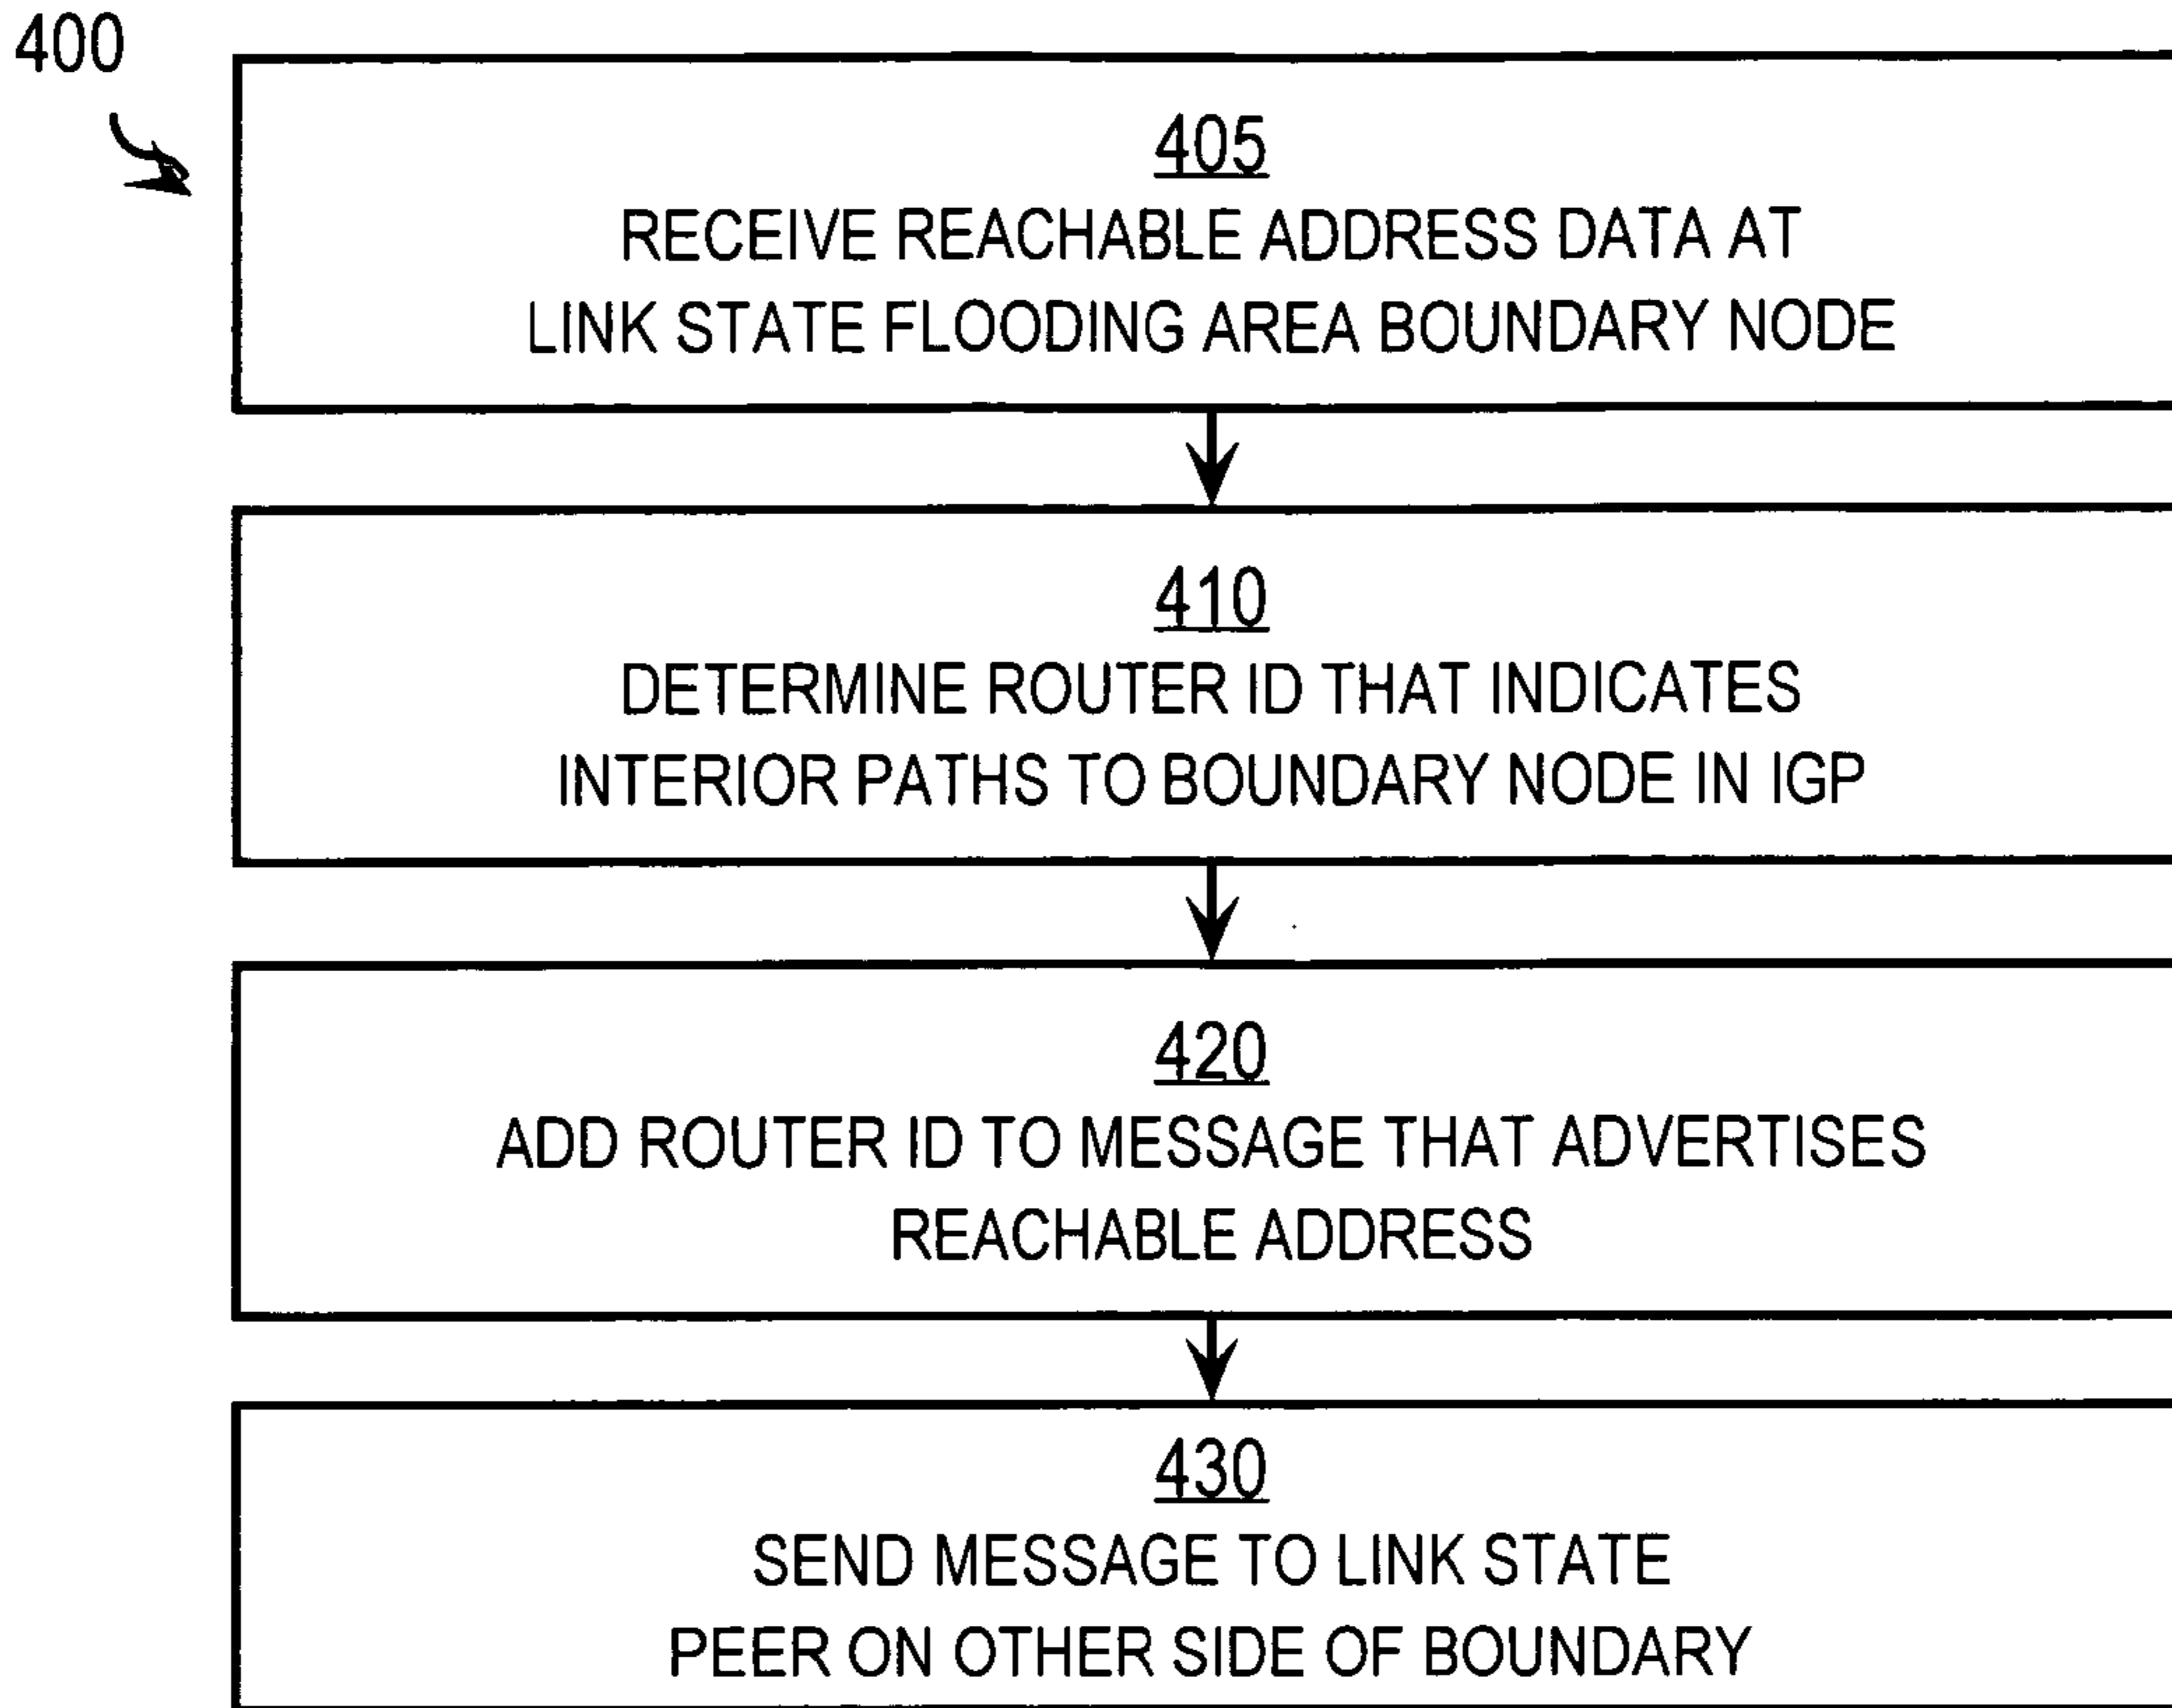 400
405
RECEIVE REACHABLE ADDRESS DATA AT
LINK STATE FLOODING AREA BOUNDARY NODE
410
DETERMINE ROUTER ID THAT INDICATES
INTERIOR PATHS TO BOUNDARY NODE IN IGP
420
ADD ROUTER ID TO MESSAGE THAT ADVERTISES
REACHABLE ADDRESS
430
SEND MESSAGE TO LINK STATE
PEER ON OTHER SIDE OF BOUNDARY